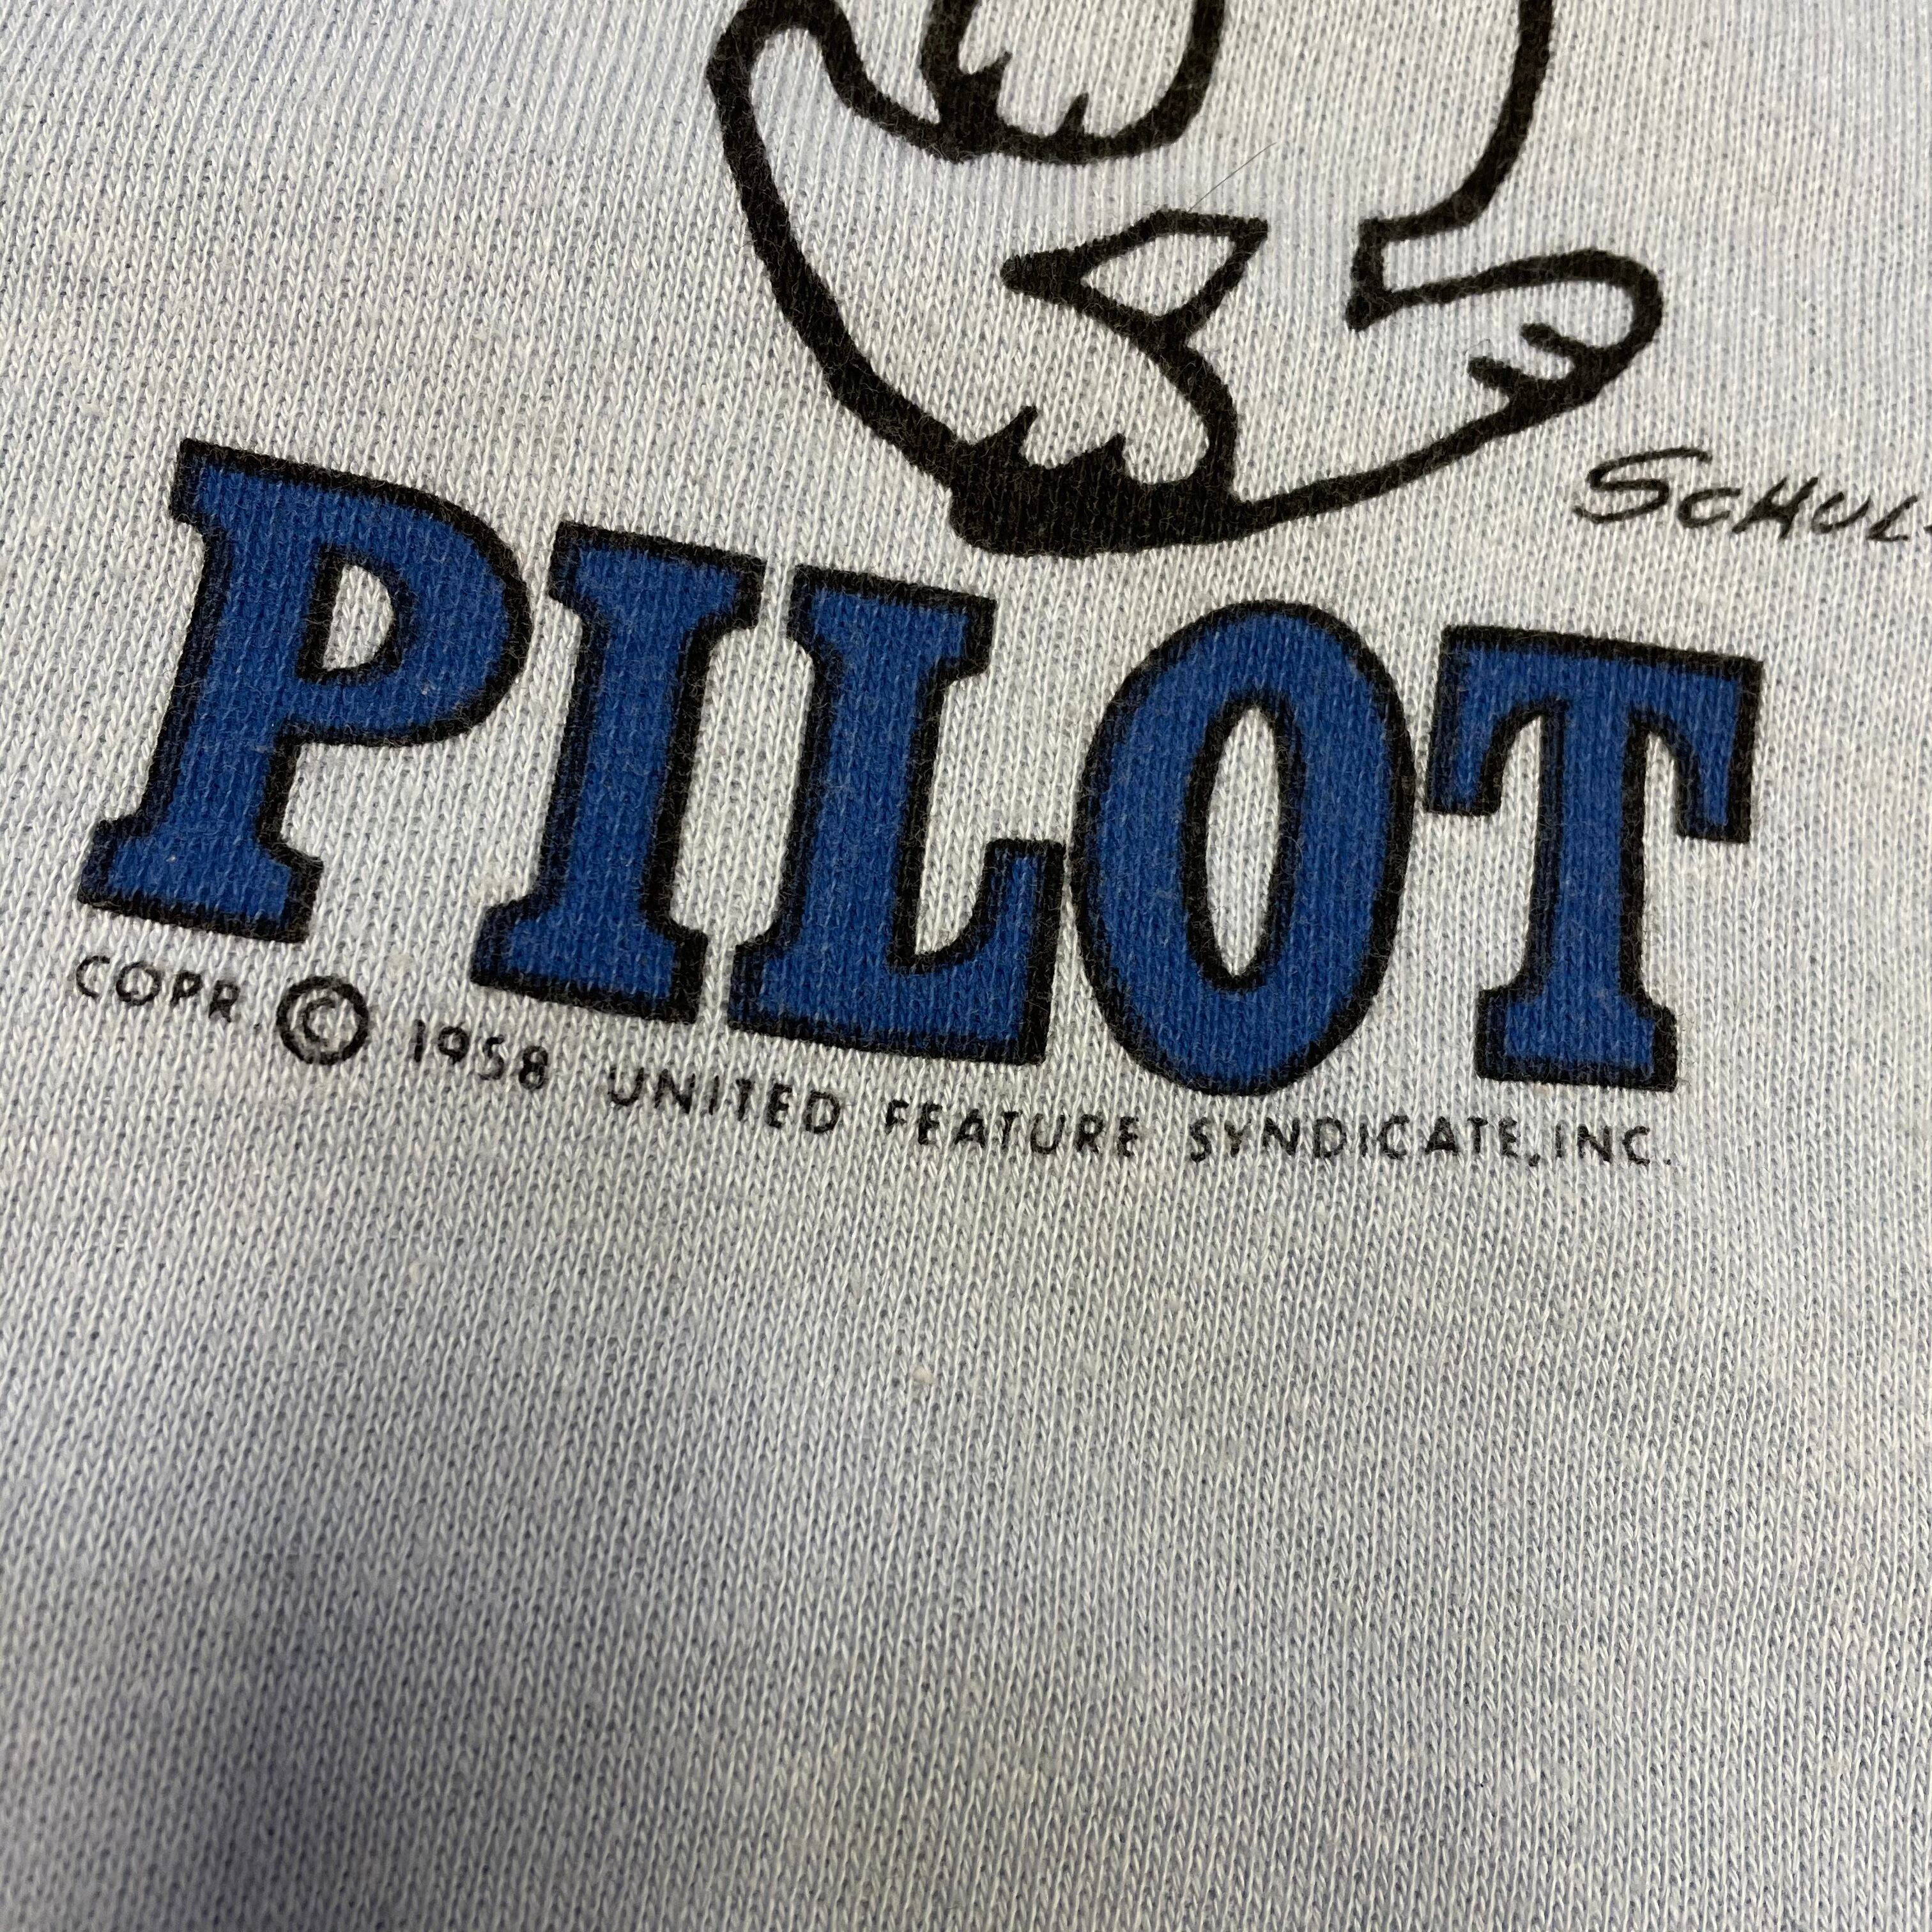 SCHUL
PILOT
COPR. © 1958 UNITED FEATURE SYNDICATE, INC.